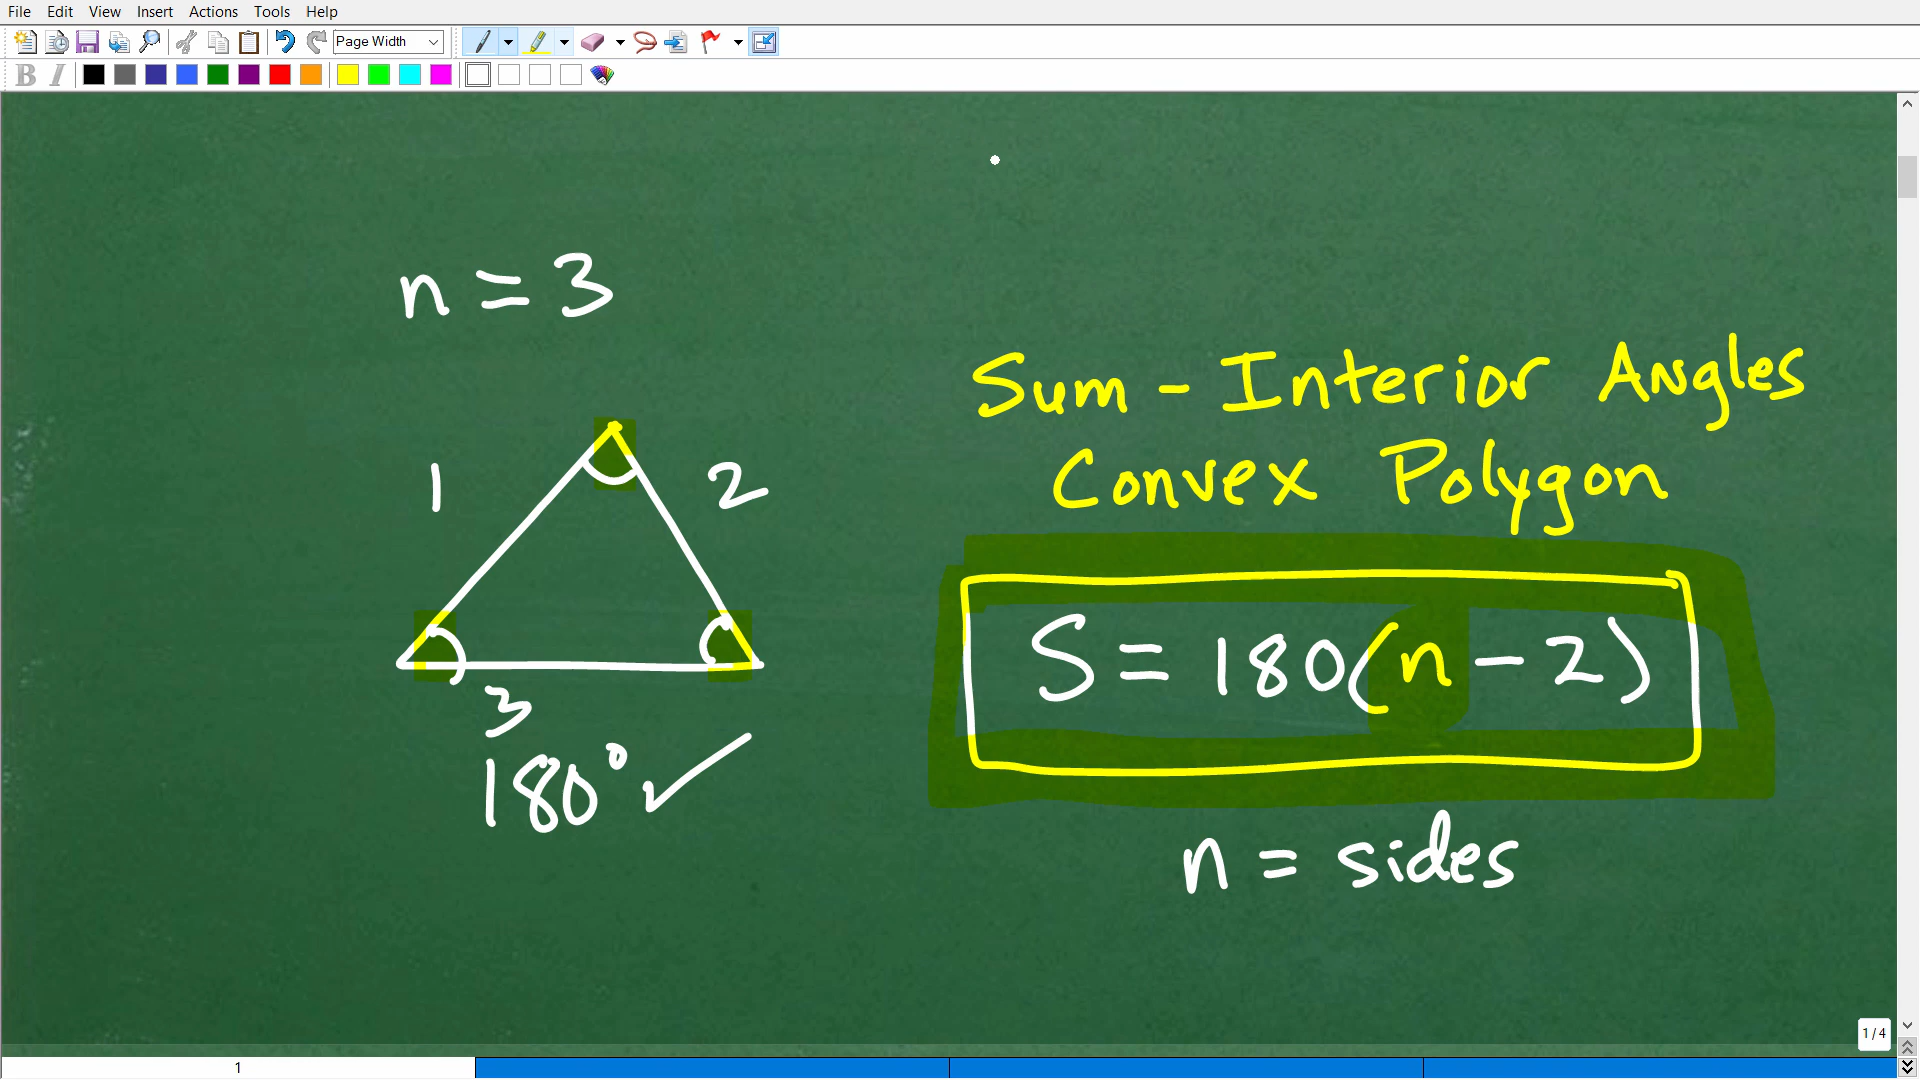 File Edit View Insert Actions Tools Help
Page Width
B I
n = 3
Sum - Interior Angles
Convex Polygon
1
2
3
180° ✓
S = 180(n - 2)
n = sides
1 / 4
1